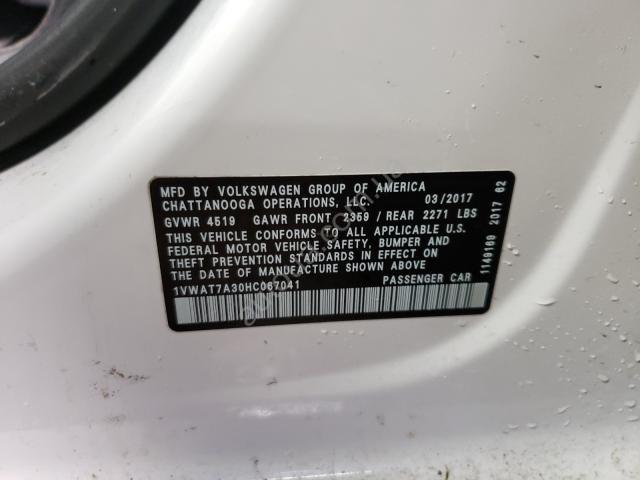 MFD BY VOLKSWAGEN GROUP OF AMERICA
CHATTANOOGA OPERATIONS, LLC. 03/2017
GVWR 4519 GAWR FRONT 2359 / REAR 2271 LBS
THIS VEHICLE CONFORMS TO ALL APPLICABLE U.S.
FEDERAL MOTOR VEHICLE SAFETY, BUMPER AND
THEFT PREVENTION STANDARDS IN EFFECT ON
THE DATE OF MANUFACTURE SHOWN ABOVE
1VWAT7A30HC067041 PASSENGER CAR
1149160 2017 62